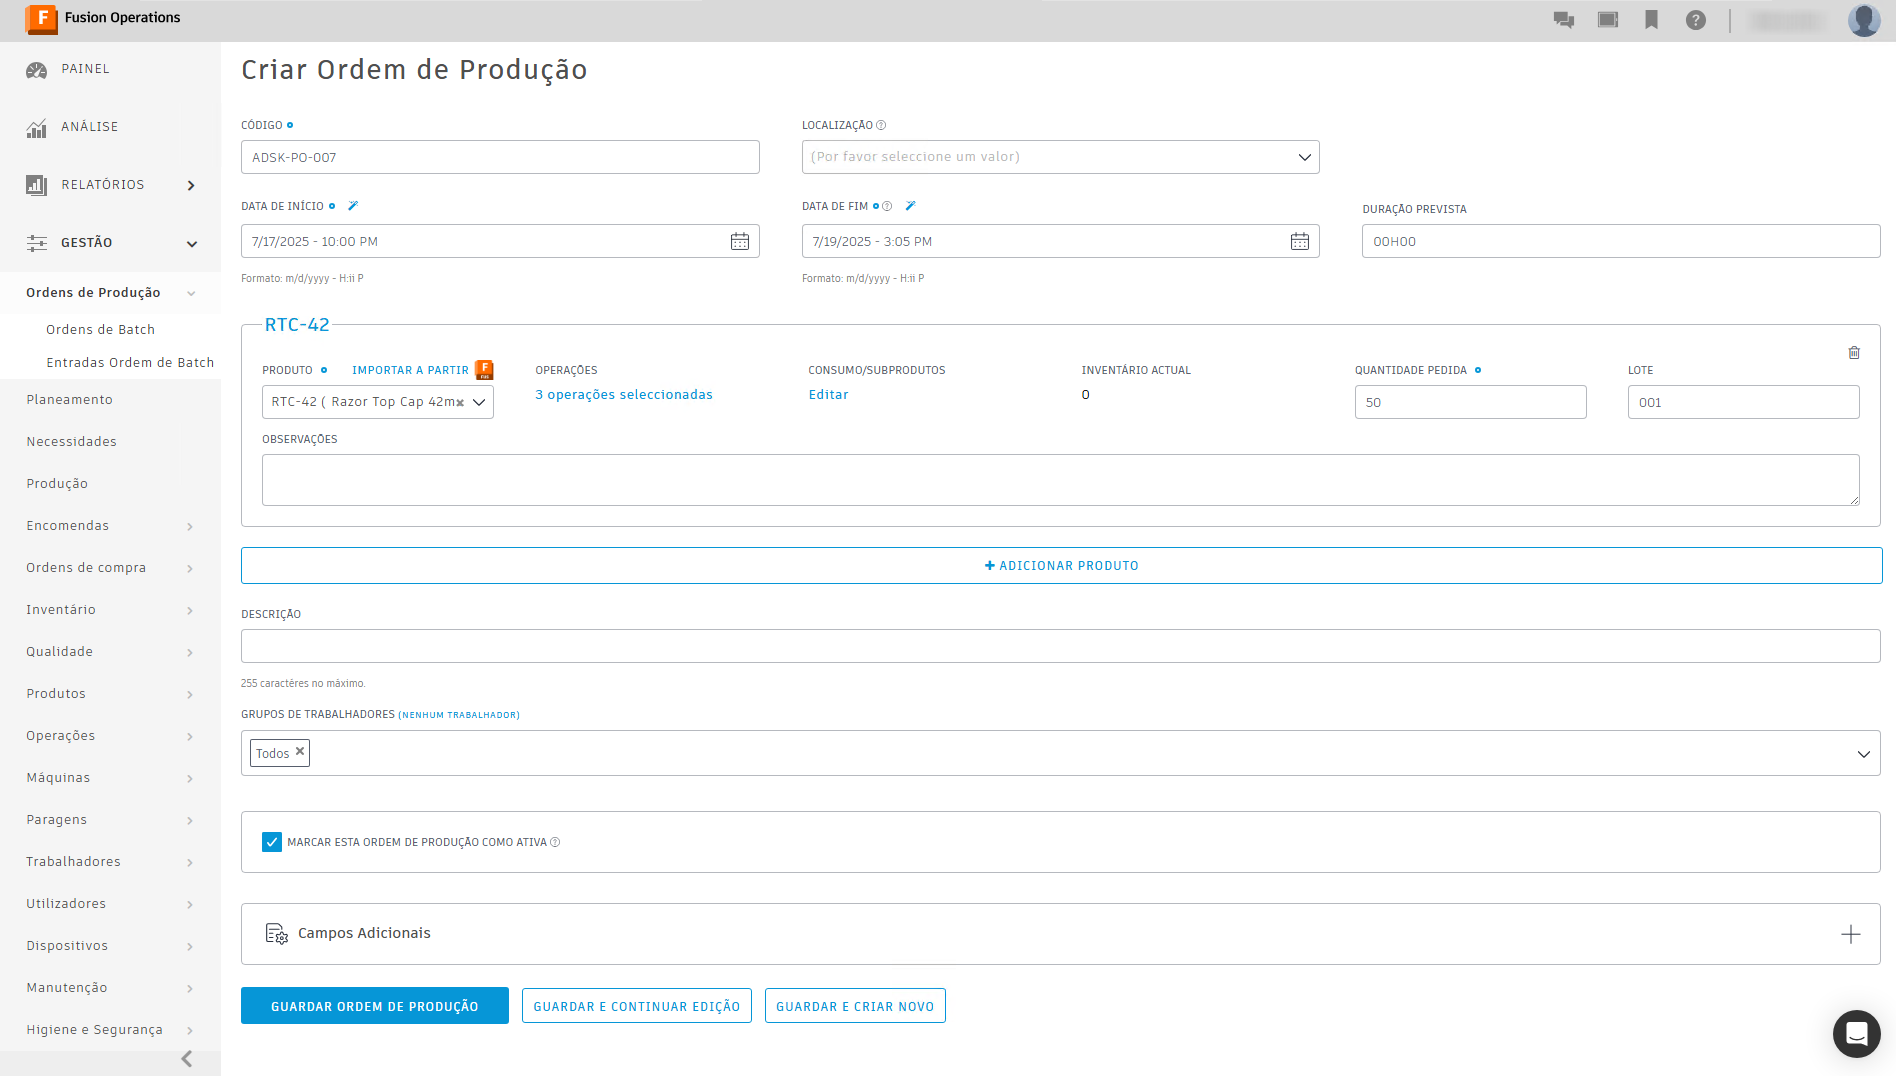 Fusion Operations
PAINEL
ANÁLISE
RELATÓRIOS
GESTÃO
Ordens de Produção
Ordens de Batch
Entradas Ordem de Batch
Planeamento
Necessidades
Produção
Encomendas
Ordens de compra
Inventário
Qualidade
Produtos
Operações
Máquinas
Paragens
Trabalhadores
Utilizadores
Dispositivos
Manutenção
Higiene e Segurança
Criar Ordem de Produção
CÓDIGO
ADSK-PO-007
LOCALIZAÇÃO
(Por favor seleccione um valor)
DATA DE INÍCIO
7/17/2025 - 10:00 PM
Formato: m/d/yyyy - H:ii P
DATA DE FIM
7/19/2025 - 3:05 PM
Formato: m/d/yyyy - H:ii P
DURAÇÃO PREVISTA
00H00
RTC-42
PRODUTO IMPORTAR A PARTIR
RTC-42 ( Razor Top Cap 42m
OPERAÇÕES
3 operações seleccionadas
CONSUMO/SUBPRODUTOS
Editar
INVENTÁRIO ACTUAL
0
QUANTIDADE PEDIDA
50
LOTE
001
OBSERVAÇÕES
+ ADICIONAR PRODUTO
DESCRIÇÃO
255 caractéres no máximo.
GRUPOS DE TRABALHADORES (NENHUM TRABALHADOR)
Todos
MARCAR ESTA ORDEM DE PRODUÇÃO COMO ATIVA
Campos Adicionais
GUARDAR ORDEM DE PRODUÇÃO
GUARDAR E CONTINUAR EDIÇÃO
GUARDAR E CRIAR NOVO